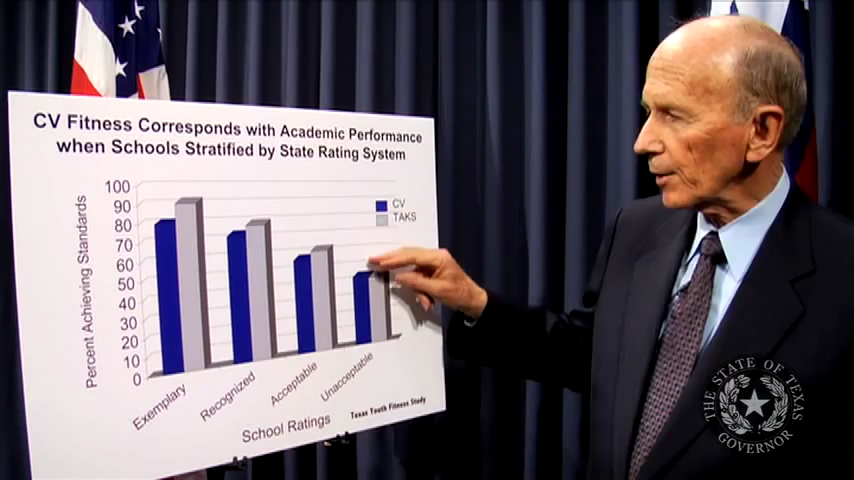 CV Fitness Corresponds with Academic Performance
when Schools Stratified by State Rating System
Percent Achieving Standards
100
90
80
70
60
50
40
30
20
10
0
CV
TAKS
Exemplary
Recognized
Acceptable
Unacceptable
School Ratings
Texas Youth Fitness Study
THE STATE OF TEXAS
GOVERNOR